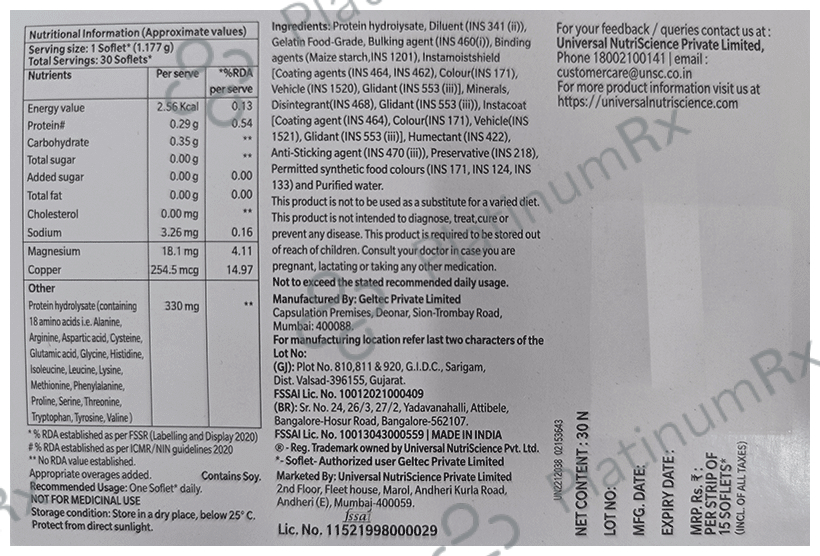 Nutritional Information (Approximate values)
Serving size: 1 Soflet* (1.177 g)
Total Servings: 30 Soflets*
Nutrients Per serve *%RDA per serve
Energy value 2.56 Kcal 0.13
Protein# 0.29 g 0.54
Carbohydrate 0.35 g **
Total sugar 0.00 g **
Added sugar 0.00 g 0.00
Total fat 0.00 g 0.00
Cholesterol 0.00 mg **
Sodium 3.26 mg 0.16
Magnesium 18.1 mg 4.11
Copper 254.5 mcg 14.97
Other
Protein hydrolysate (containing 330 mg **
18 amino acids i.e. Alanine,
Arginine, Aspartic acid, Cysteine,
Glutamic acid, Glycine, Histidine,
Isoleucine, Leucine, Lysine,
Methionine, Phenylalanine,
Proline, Serine, Threonine,
Tryptophan, Tyrosine, Valine )
* % RDA established as per FSSR (Labelling and Display 2020)
# % RDA established as per ICMR/NIN guidelines 2020
** No RDA value established.
Appropriate overages added. Contains Soy.
Recommended Usage: One Soflet* daily.
NOT FOR MEDICINAL USE
Storage condition: Store in a dry place, below 25° C.
Protect from direct sunlight.
Ingredients: Protein hydrolysate, Diluent (INS 341 (ii)),
Gelatin Food-Grade, Bulking agent (INS 460(i)), Binding
agents (Maize starch, INS 1201), Instamoistshield
[Coating agents (INS 464, INS 462), Colour(INS 171),
Vehicle (INS 1520), Glidant (INS 553 (iii)], Minerals,
Disintegrant(INS 468), Glidant (INS 553 (iii)), Instacoat
[Coating agent (INS 464), Colour(INS 171), Vehicle(INS
1521), Glidant (INS 553 (iii)], Humectant (INS 422),
Anti-Sticking agent (INS 470 (iii)), Preservative (INS 218),
Permitted synthetic food colours (INS 171, INS 124, INS
133) and Purified water.
This product is not to be used as a substitute for a varied diet.
This product is not intended to diagnose, treat,cure or
prevent any disease. This product is required to be stored out
of reach of children. Consult your doctor in case you are
pregnant, lactating or taking any other medication.
Not to exceed the stated recommended daily usage.
Manufactured By: Geltec Private Limited
Capsulation Premises, Deonar, Sion-Trombay Road,
Mumbai: 400088.
For manufacturing location refer last two characters of the
Lot No:
(GJ): Plot No. 810,811 & 920, G.I.D.C., Sarigam,
Dist. Valsad-396155, Gujarat.
FSSAI Lic. No. 10012021000409
(BR): Sr. No. 24, 26/3, 27/2, Yadavanahalli, Attibele,
Bangalore-Hosur Road, Bangalore-562107.
FSSAI Lic. No. 10013043000559 | MADE IN INDIA
® - Reg. Trademark owned by Universal NutriScience Pvt. Ltd.
*- Soflet- Authorized user Geltec Private Limited
Marketed By: Universal NutriScience Private Limited
2nd Floor, Fleet house, Marol, Andheri Kurla Road,
Andheri (E), Mumbai-400059.
fssai
Lic. No. 11521998000029
For your feedback / queries contact us at :
Universal NutriScience Private Limited,
Phone 18002100141 | email :
customercare@unsc.co.in
For more product information visit us at
https://universalnutriscience.com
UN2212038 02153643
NET CONTENT : 30 N
LOT NO:
MFG. DATE:
EXPIRY DATE :
MRP. Rs. ₹ :
PER STRIP OF
15 SOFLETS*
(INCL. OF ALL TAXES)
PlatinumRx
PlatinumRx
PlatinumRx